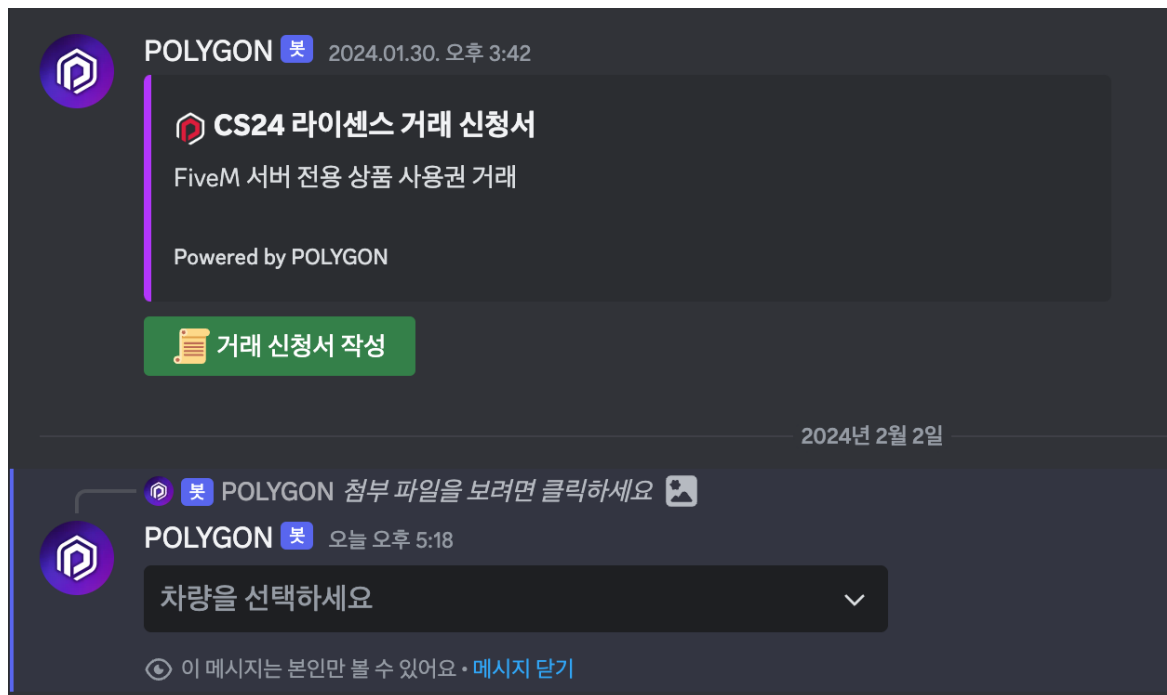 POLYGON 봇 2024.01.30. 오후 3:42
CS24 라이센스 거래 신청서
FiveM 서버 전용 상품 사용권 거래
Powered by POLYGON
거래 신청서 작성
2024년 2월 2일
봇 POLYGON 첨부 파일을 보려면 클릭하세요
POLYGON 봇 오늘 오후 5:18
차량을 선택하세요
이 메시지는 본인만 볼 수 있어요 • 메시지 닫기